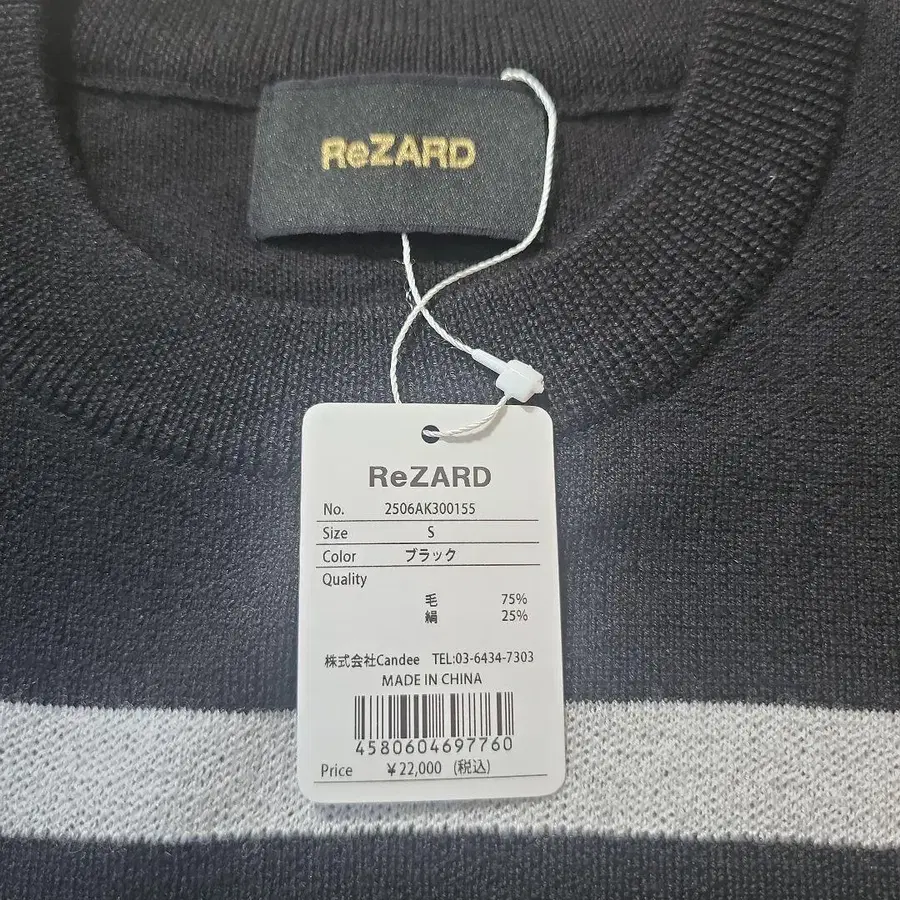 ReZARD
ReZARD
No. 2506AK300155
Size S
Color ブラック
Quality
毛 75%
絹 25%
株式会社Candee TEL:03-6434-7303
MADE IN CHINA
4580604697760
Price ¥22,000 (税込)